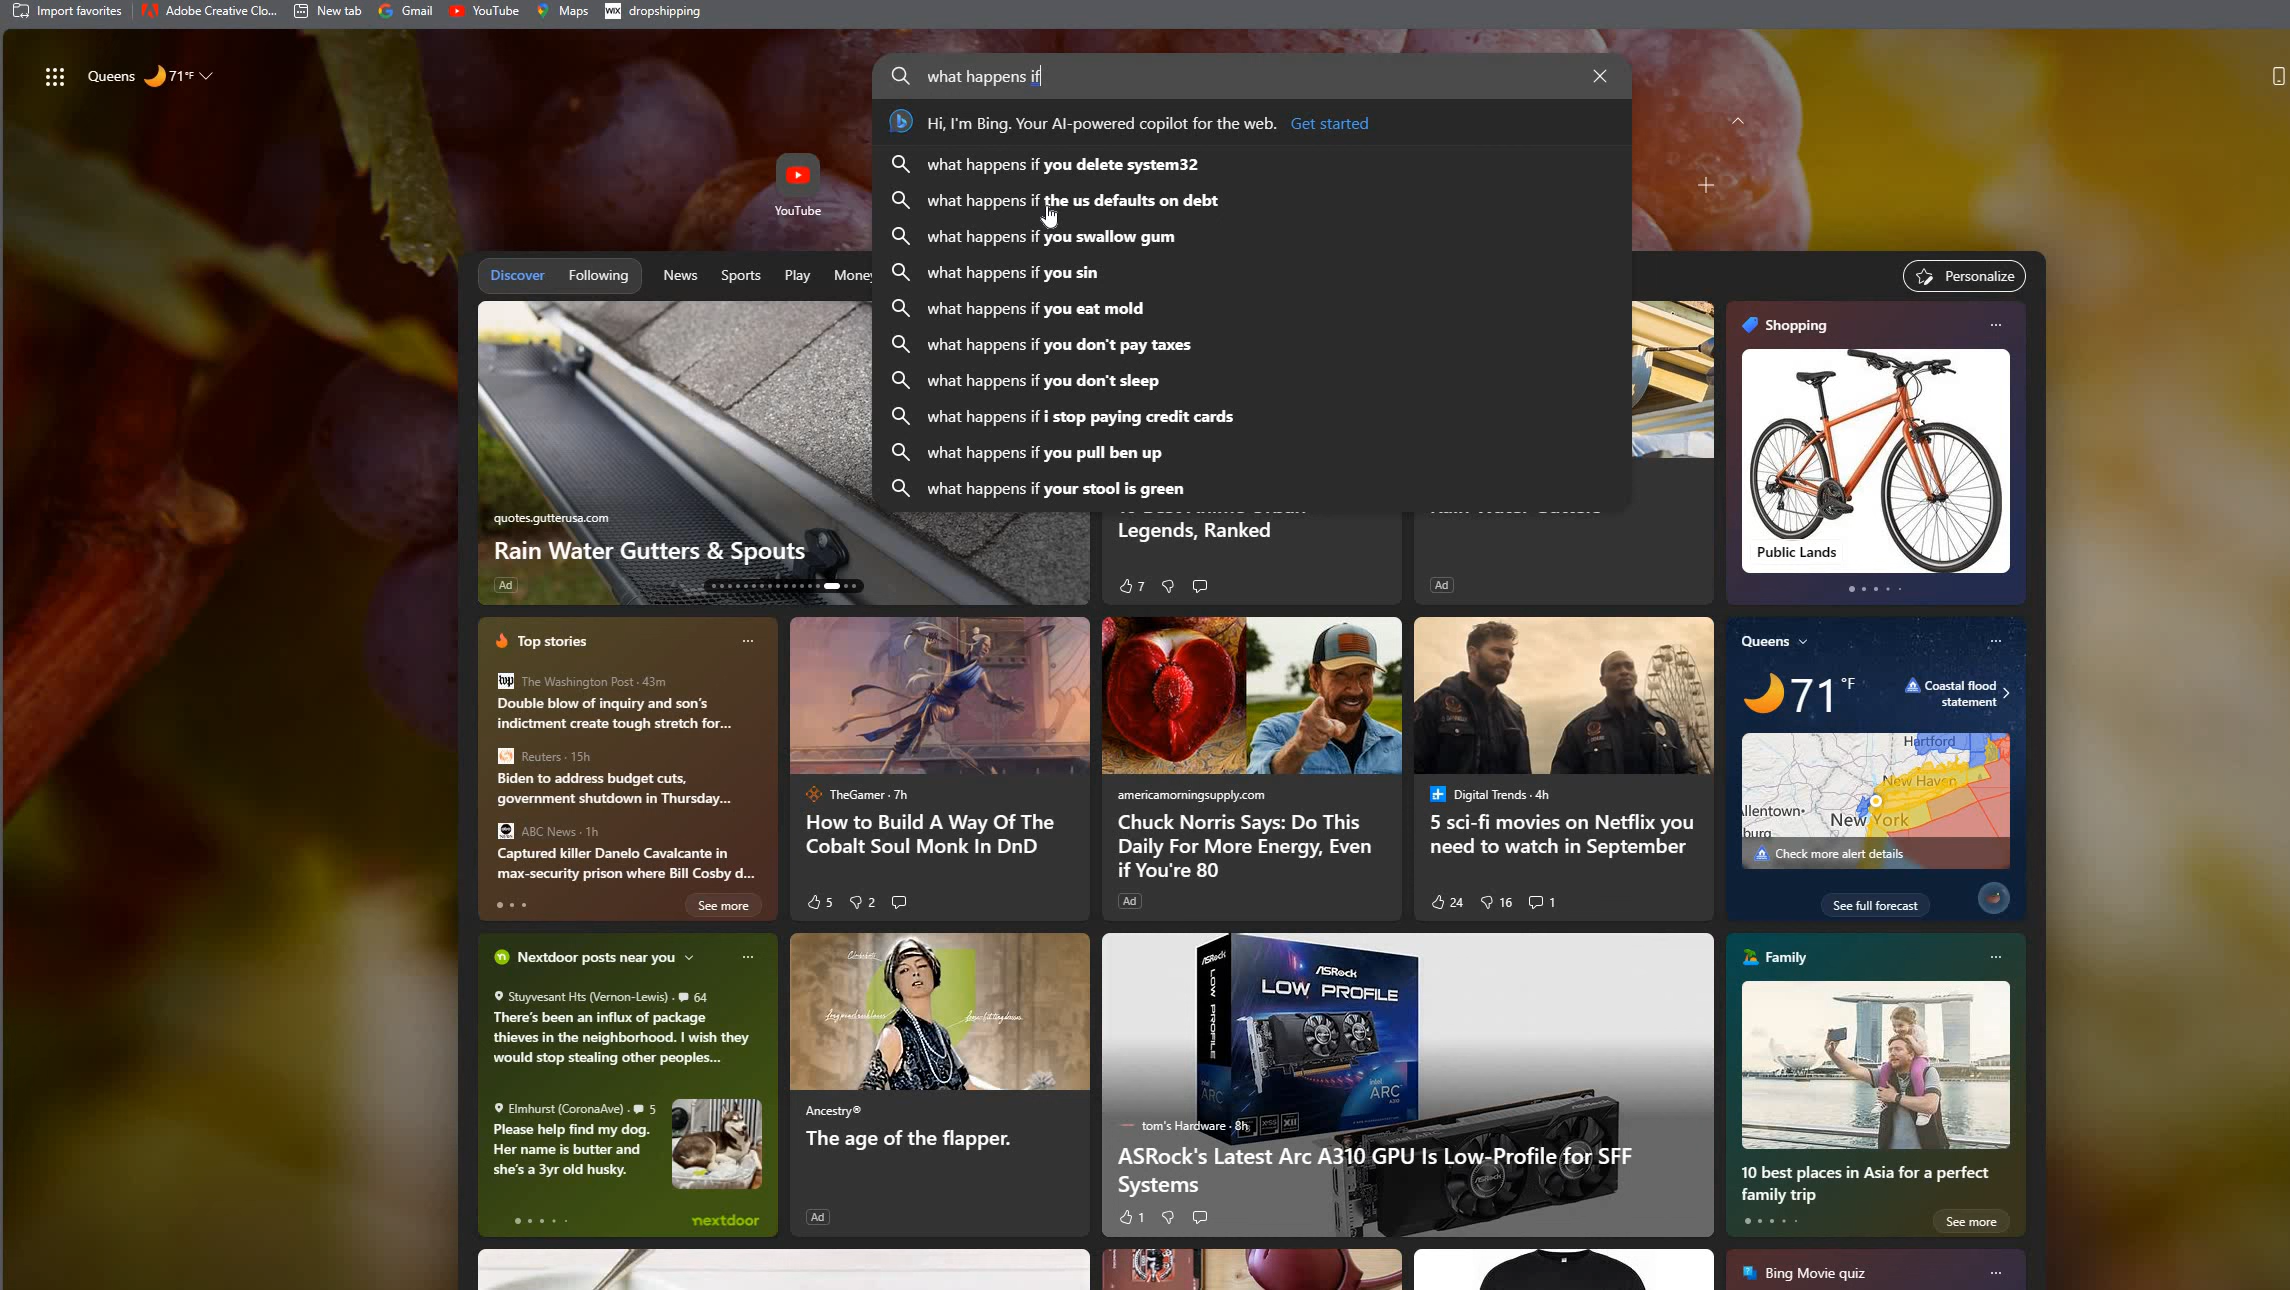 Import favorites
Adobe Creative Clo...
New tab
Gmail
YouTube
Maps
WIX
dropshipping
Queens
71°F
what happens if
Hi, I'm Bing. Your AI-powered copilot for the web. Get started
what happens if you delete system32
what happens if the us defaults on debt
what happens if you swallow gum
what happens if you sin
what happens if you eat mold
what happens if you don't pay taxes
what happens if you don't sleep
what happens if i stop paying credit cards
what happens if you pull ben up
what happens if your stool is green
YouTube
Discover
Following
News
Sports
Play
Money
Personalize
quotes.gutterusa.com
Rain Water Gutters & Spouts
Ad
Legends, Ranked
7
Ad
Shopping
Public Lands
Top stories
The Washington Post · 43m
Double blow of inquiry and son's
indictment create tough stretch for...
Reuters · 15h
Biden to address budget cuts,
government shutdown in Thursday...
ABC News · 1h
Captured killer Danelo Cavalcante in
max-security prison where Bill Cosby d...
See more
TheGamer · 7h
How to Build A Way Of The
Cobalt Soul Monk In DnD
5
2
americamorningsupply.com
Chuck Norris Says: Do This
Daily For More Energy, Even
if You're 80
Ad
Digital Trends · 4h
5 sci-fi movies on Netflix you
need to watch in September
24
16
1
Queens
71°F
Coastal flood
statement
Hartford
New Haven
Allentown
New York
burg
Check more alert details
See full forecast
Nextdoor posts near you
Stuyvesant Hts (Vernon-Lewis) · 64
There's been an influx of package
thieves in the neighborhood. I wish they
would stop stealing other peoples...
Elmhurst (CoronaAve) · 5
Please help find my dog.
Her name is butter and
she's a 3yr old husky.
nextdoor
Ancestry®
The age of the flapper.
Ad
ASRock
LOW PROFILE
ASRock
LOW PROFILE
intel
ARC
tom's Hardware · 8h
ASRock's Latest Arc A310 GPU Is Low-Profile for SFF
Systems
1
Family
10 best places in Asia for a perfect
family trip
See more
Bing Movie quiz